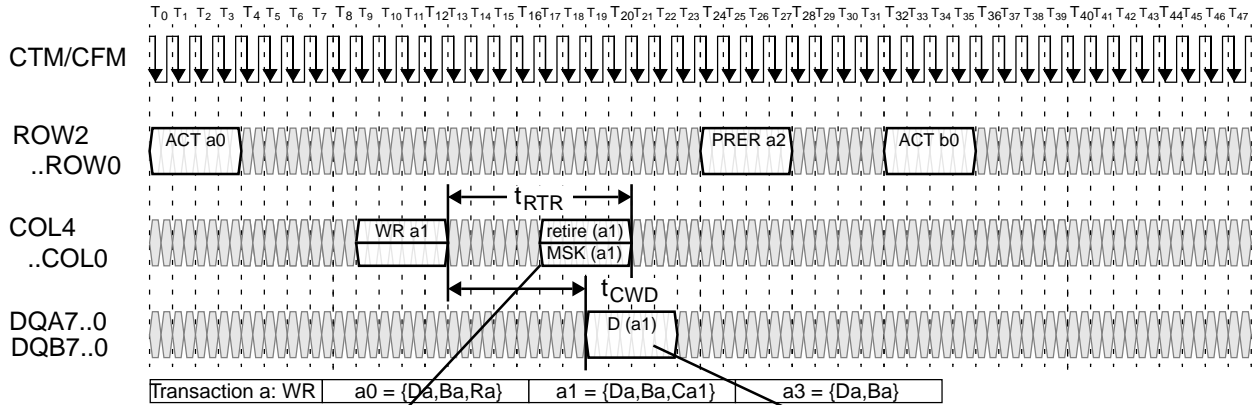 T0 T1 T2 T3 T4 T5 T6 T7 T8 T9 T10 T11 T12 T13 T14 T15 T16 T17 T18 T19 T20 T21 T22 T23 T24 T25 T26 T27 T28 T29 T30 T31 T32 T33 T34 T35 T36 T37 T38 T39 T40 T41 T42 T43 T44 T45 T46 T47
CTM/CFM
ROW2
..ROW0
ACT a0 PRER a2 ACT b0
tRTR
COL4
..COL0
WR a1 retire (a1)
MSK (a1)
tCWD
DQA7..0
DQB7..0
D (a1)
Transaction a: WR a0 = {Da,Ba,Ra} a1 = {Da,Ba,Ca1} a3 = {Da,Ba}